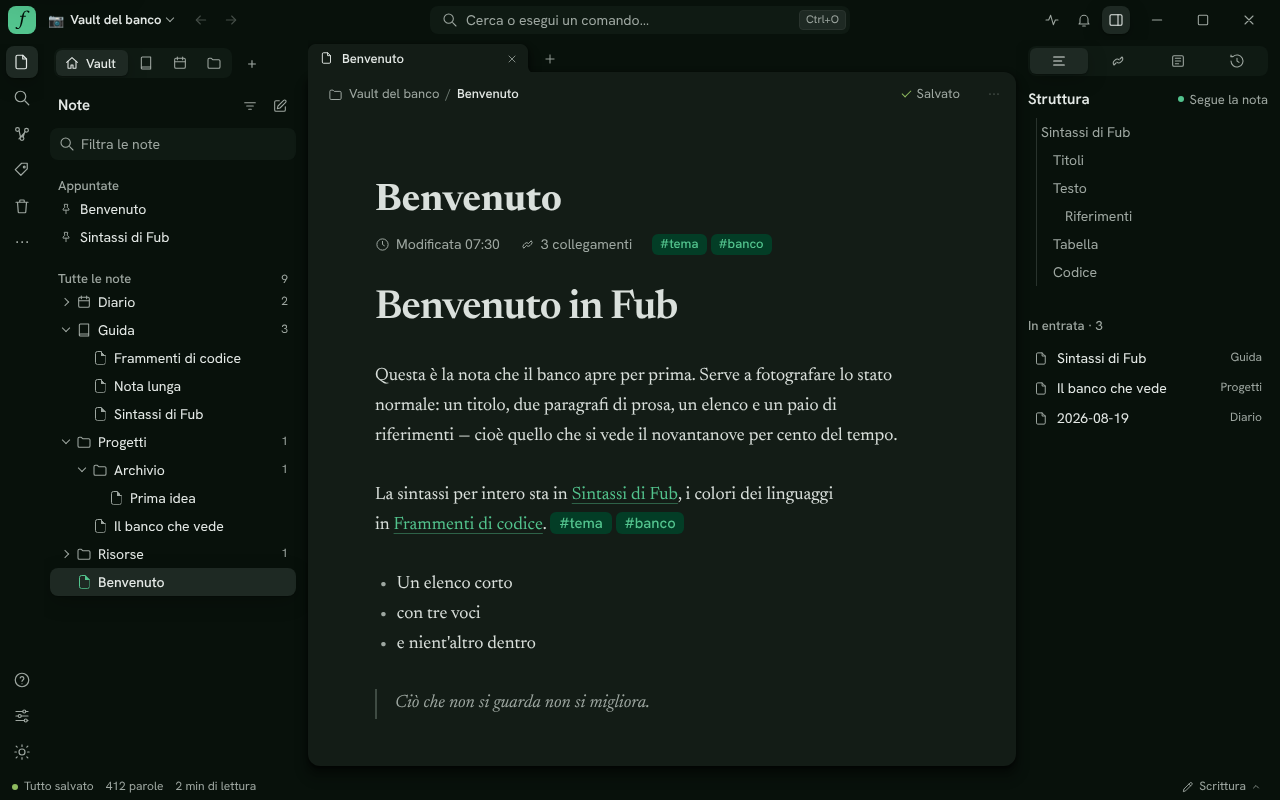 Vault del banco
Cerca o esegui un comando...
Ctrl+O
Vault
Note
Filtra le note
Appuntate
Benvenuto
Sintassi di Fub
Tutte le note 9
Diario 2
Guida 3
Frammenti di codice
Nota lunga
Sintassi di Fub
Progetti 1
Archivio 1
Prima idea
Il banco che vede
Risorse 1
Benvenuto
Benvenuto
Vault del banco / Benvenuto
Salvato
Benvenuto
Modificata 07:30 3 collegamenti #tema #banco
Benvenuto in Fub
Questa è la nota che il banco apre per prima. Serve a fotografare lo stato
normale: un titolo, due paragrafi di prosa, un elenco e un paio di
riferimenti — cioè quello che si vede il novantanove per cento del tempo.
La sintassi per intero sta in Sintassi di Fub, i colori dei linguaggi
in Frammenti di codice. #tema #banco
• Un elenco corto
• con tre voci
• e nient'altro dentro
Ciò che non si guarda non si migliora.
Struttura
Segue la nota
Sintassi di Fub
Titoli
Testo
Riferimenti
Tabella
Codice
In entrata · 3
Sintassi di Fub Guida
Il banco che vede Progetti
2026-08-19 Diario
Tutto salvato 412 parole 2 min di lettura
Scrittura